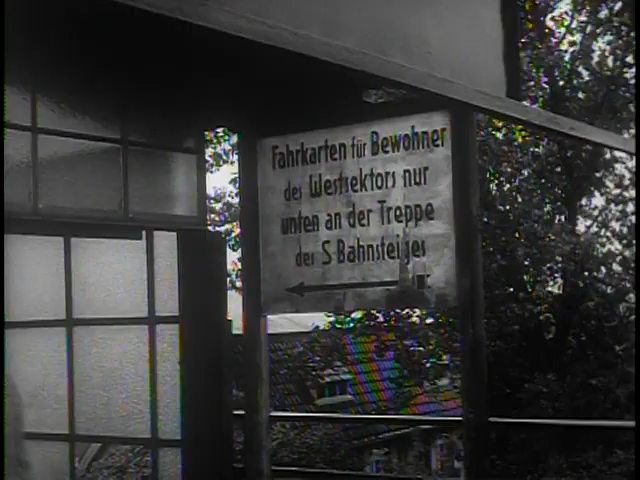 Fahrkarten für Bewohner
des Westsektors nur
unten an der Treppe
des S Bahnsteiges